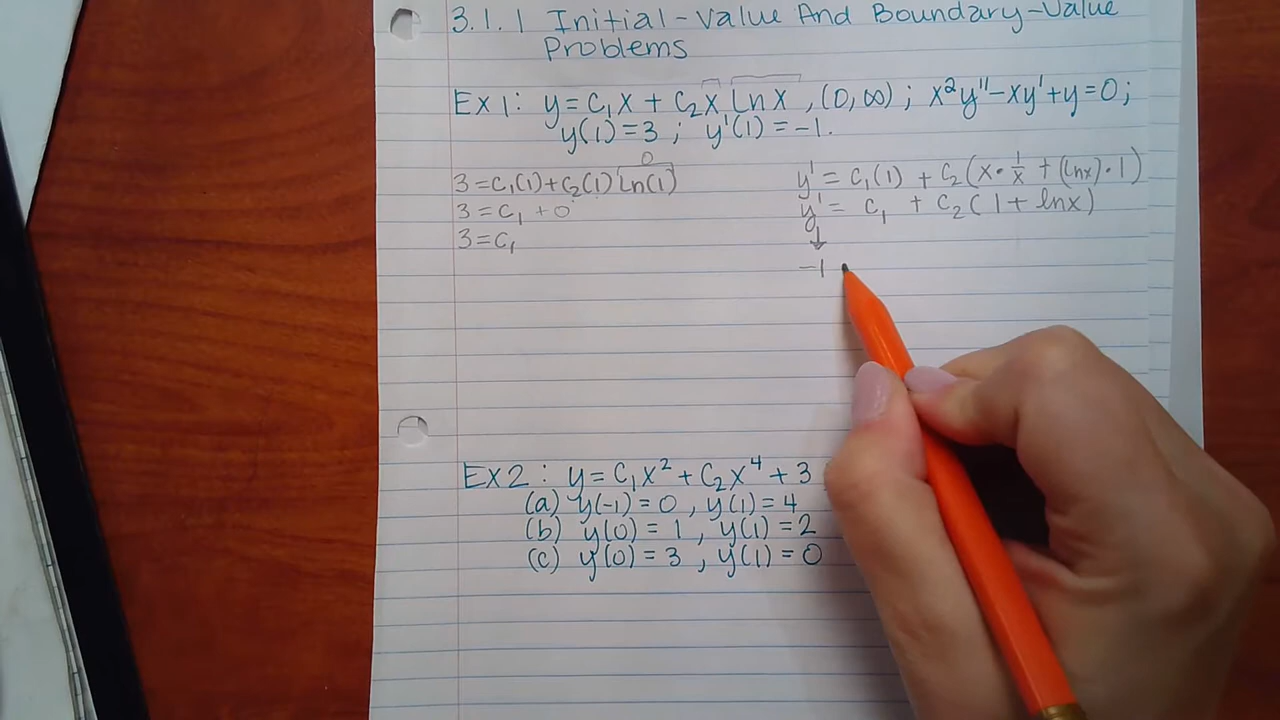 3.1.1 Initial-Value And Boundary-Value
Problems
Ex 1: y = c₁x + c₂x ln x, (0, ∞); x²y'' - xy' + y = 0;
y(1) = 3; y'(1) = -1.
0
3 = c₁(1) + c₂(1) ln(1)
3 = c₁ + 0
3 = c₁
y' = c₁(1) + c₂(x · 1/x + (ln x) · 1)
y' = c₁ + c₂(1 + ln x)
↓
-1
Ex 2: y = c₁x² + c₂x⁴ + 3
(a) y(-1) = 0, y(1) = 4
(b) y(0) = 1, y(1) = 2
(c) y(0) = 3, y(1) = 0